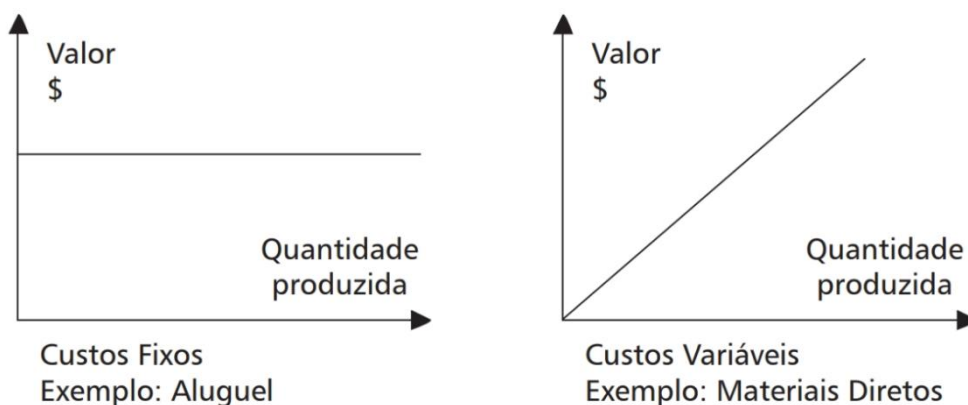 Valor
$
Quantidade
produzida
Custos Fixos
Exemplo: Aluguel
Valor
$
Quantidade
produzida
Custos Variáveis
Exemplo: Materiais Diretos